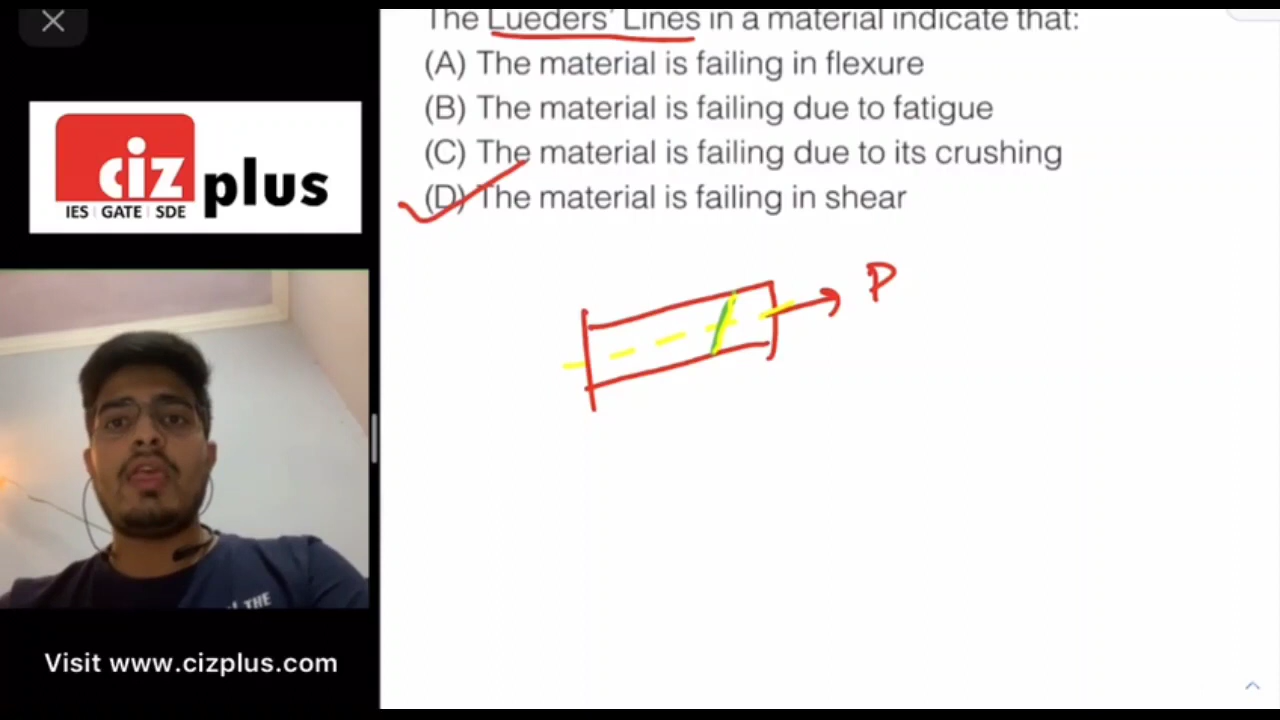 The Lueders' Lines in a material indicate that:
(A) The material is failing in flexure
(B) The material is failing due to fatigue
(C) The material is failing due to its crushing
(D) The material is failing in shear
ciz plus
IES | GATE | SDE
P
THE
Visit www.cizplus.com